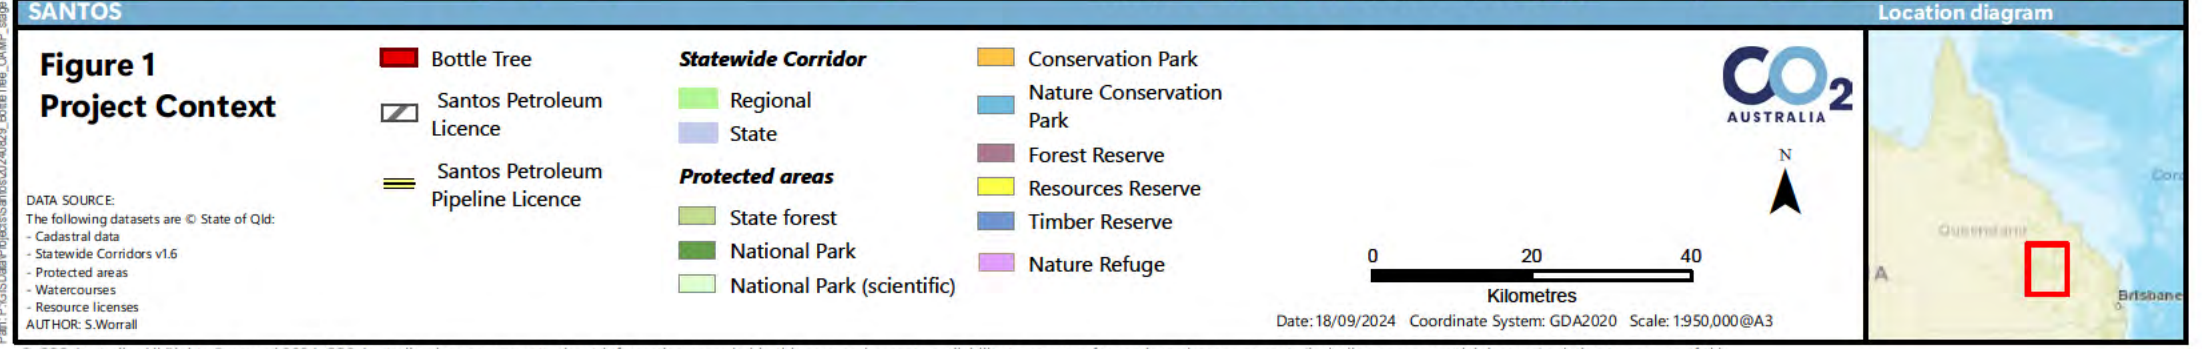 SANTOS
Location diagram
Figure 1
Project Context
DATA SOURCE:
The following datasets are © State of Qld:
- Cadastral data
- Statewide Corridors v1.6
- Protected areas
- Watercourses
- Resource licenses
AUTHOR: S.Worrall
Bottle Tree
Santos Petroleum
Licence
Santos Petroleum
Pipeline Licence
Statewide Corridor
Regional
State
Protected areas
State forest
National Park
National Park (scientific)
Conservation Park
Nature Conservation
Park
Forest Reserve
Resources Reserve
Timber Reserve
Nature Refuge
CO2
AUSTRALIA
N
0 20 40
Kilometres
Date:18/09/2024 Coordinate System: GDA2020 Scale: 1:950,000@A3
Queensland
A
Brisbane